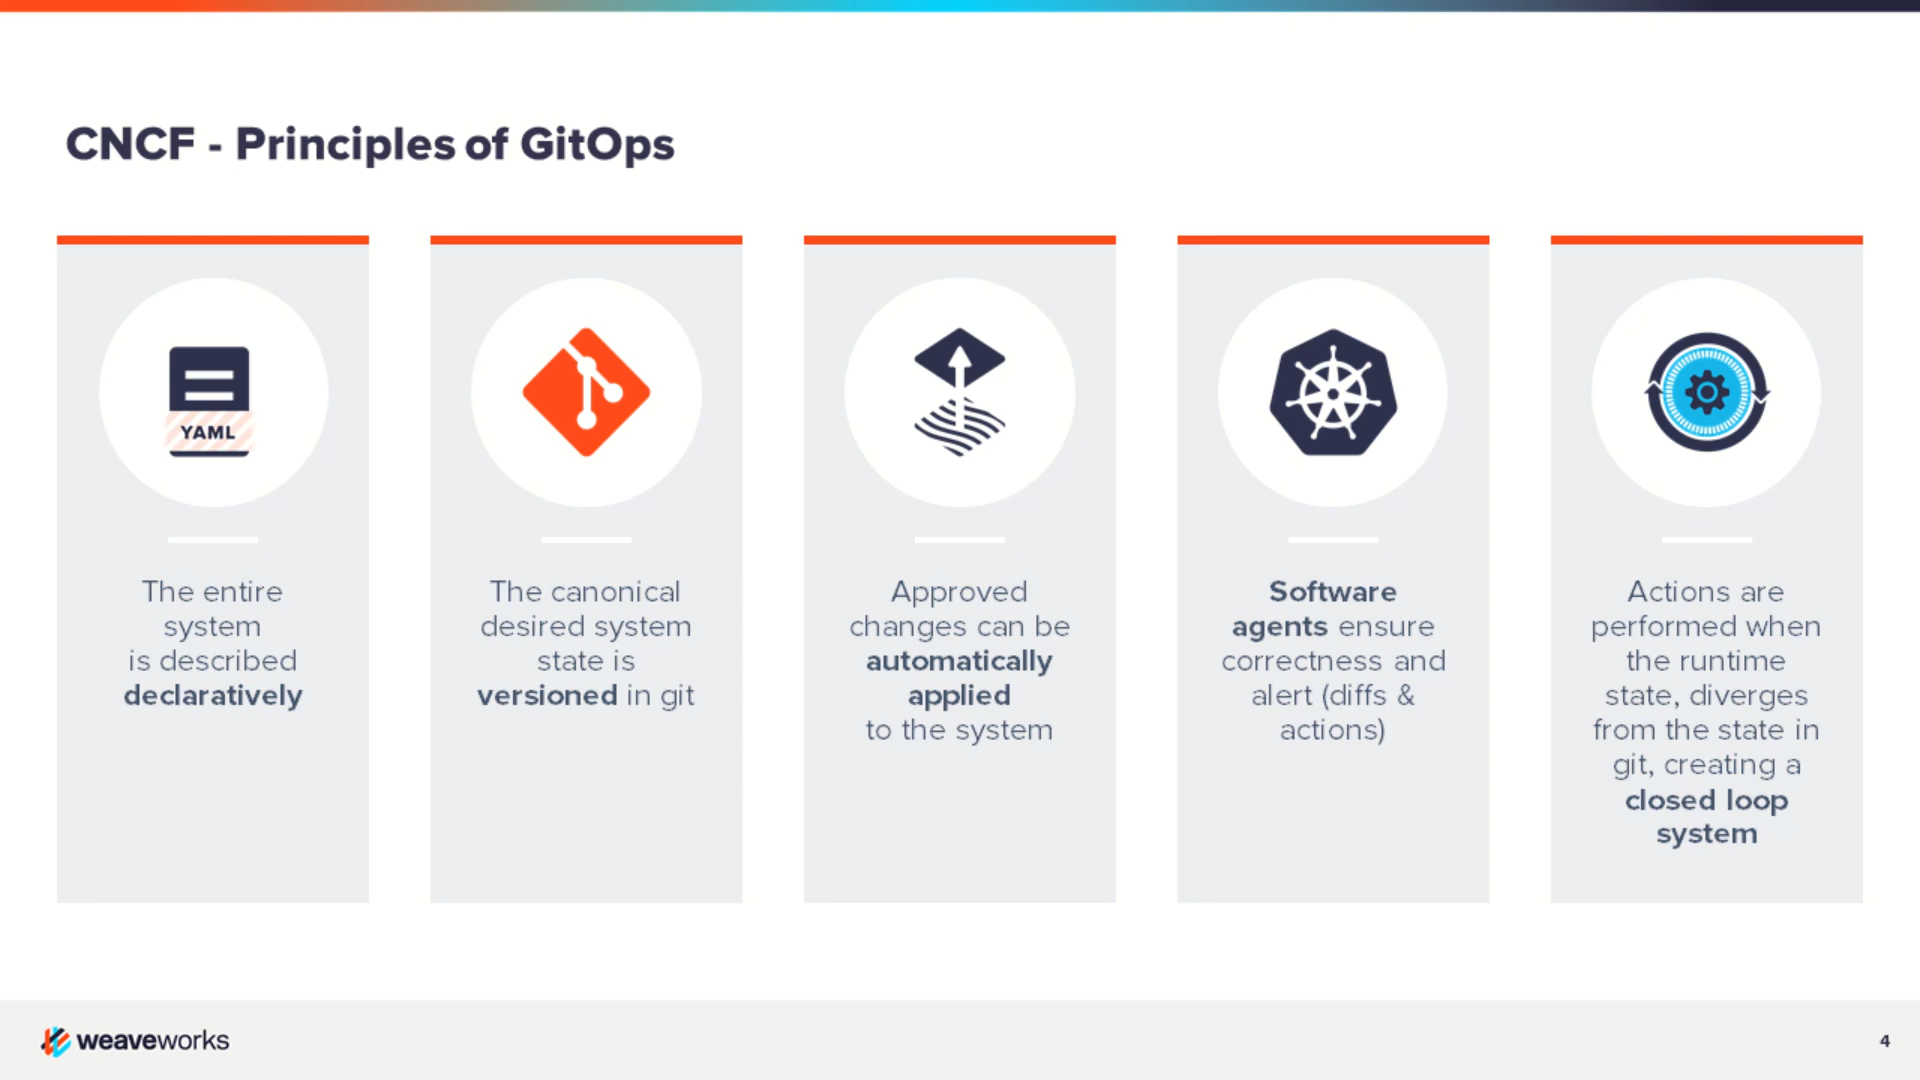 CNCF - Principles of GitOps
YAML
The entire
system
is described
declaratively
The canonical
desired system
state is
versioned in git
Approved
changes can be
automatically
applied
to the system
Software
agents ensure
correctness and
alert (diffs &
actions)
Actions are
performed when
the runtime
state, diverges
from the state in
git, creating a
closed loop
system
weaveworks
4